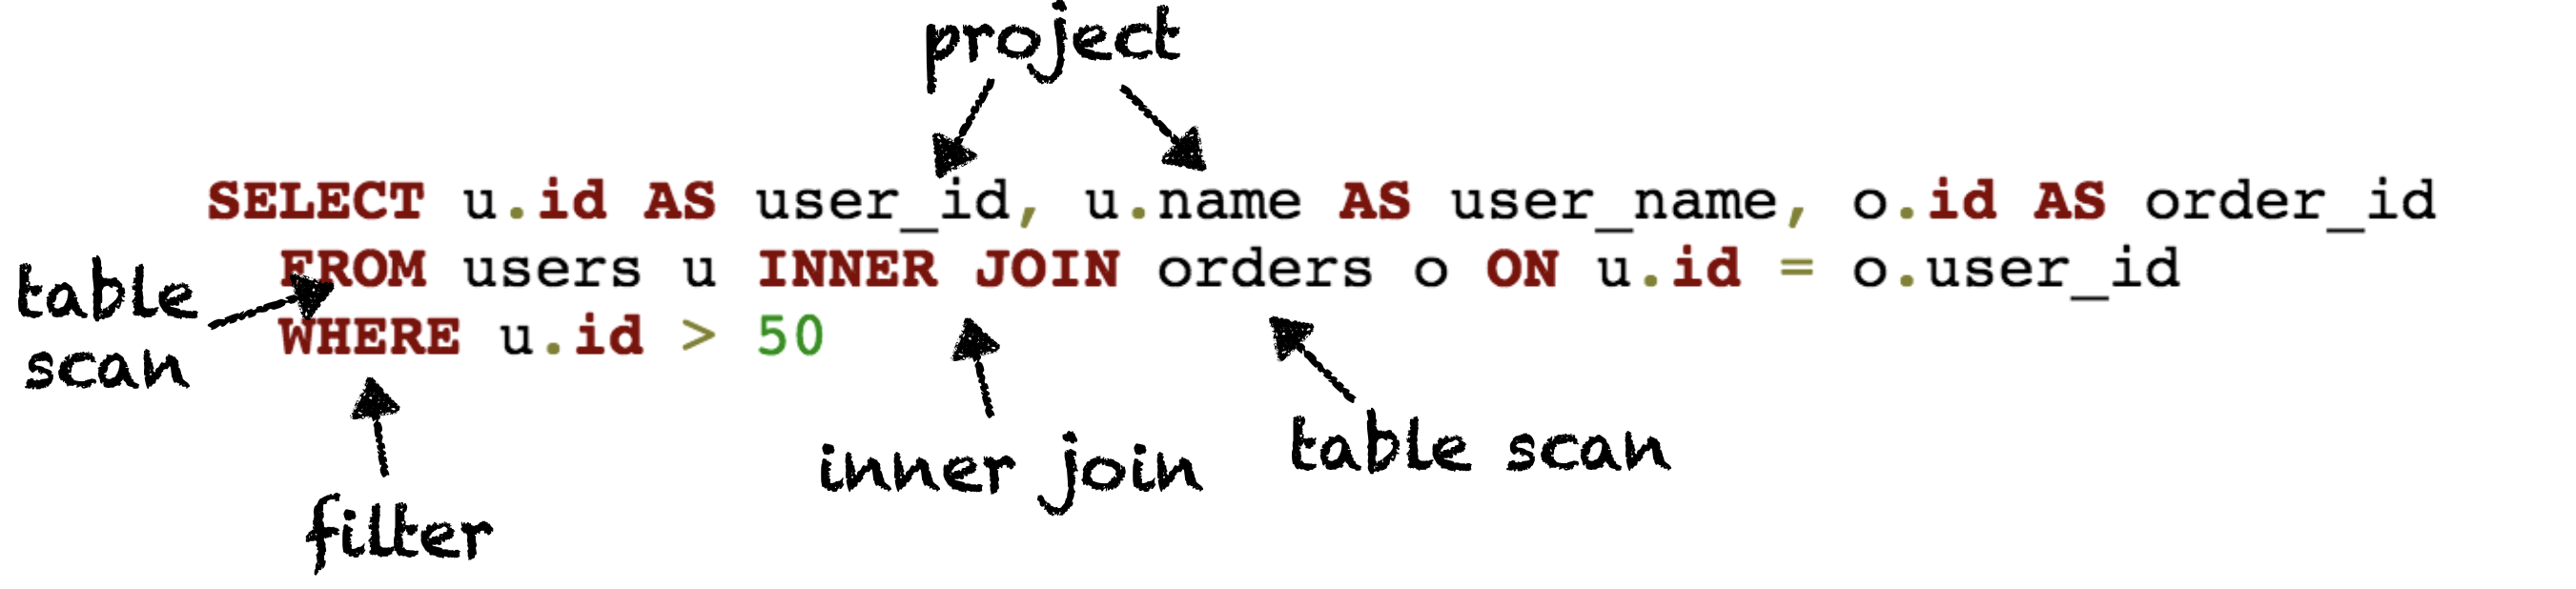 project
SELECT u.id AS user_id, u.name AS user_name, o.id AS order_id
FROM users u INNER JOIN orders o ON u.id = o.user_id
WHERE u.id > 50
table
scan
filter
inner join
table scan